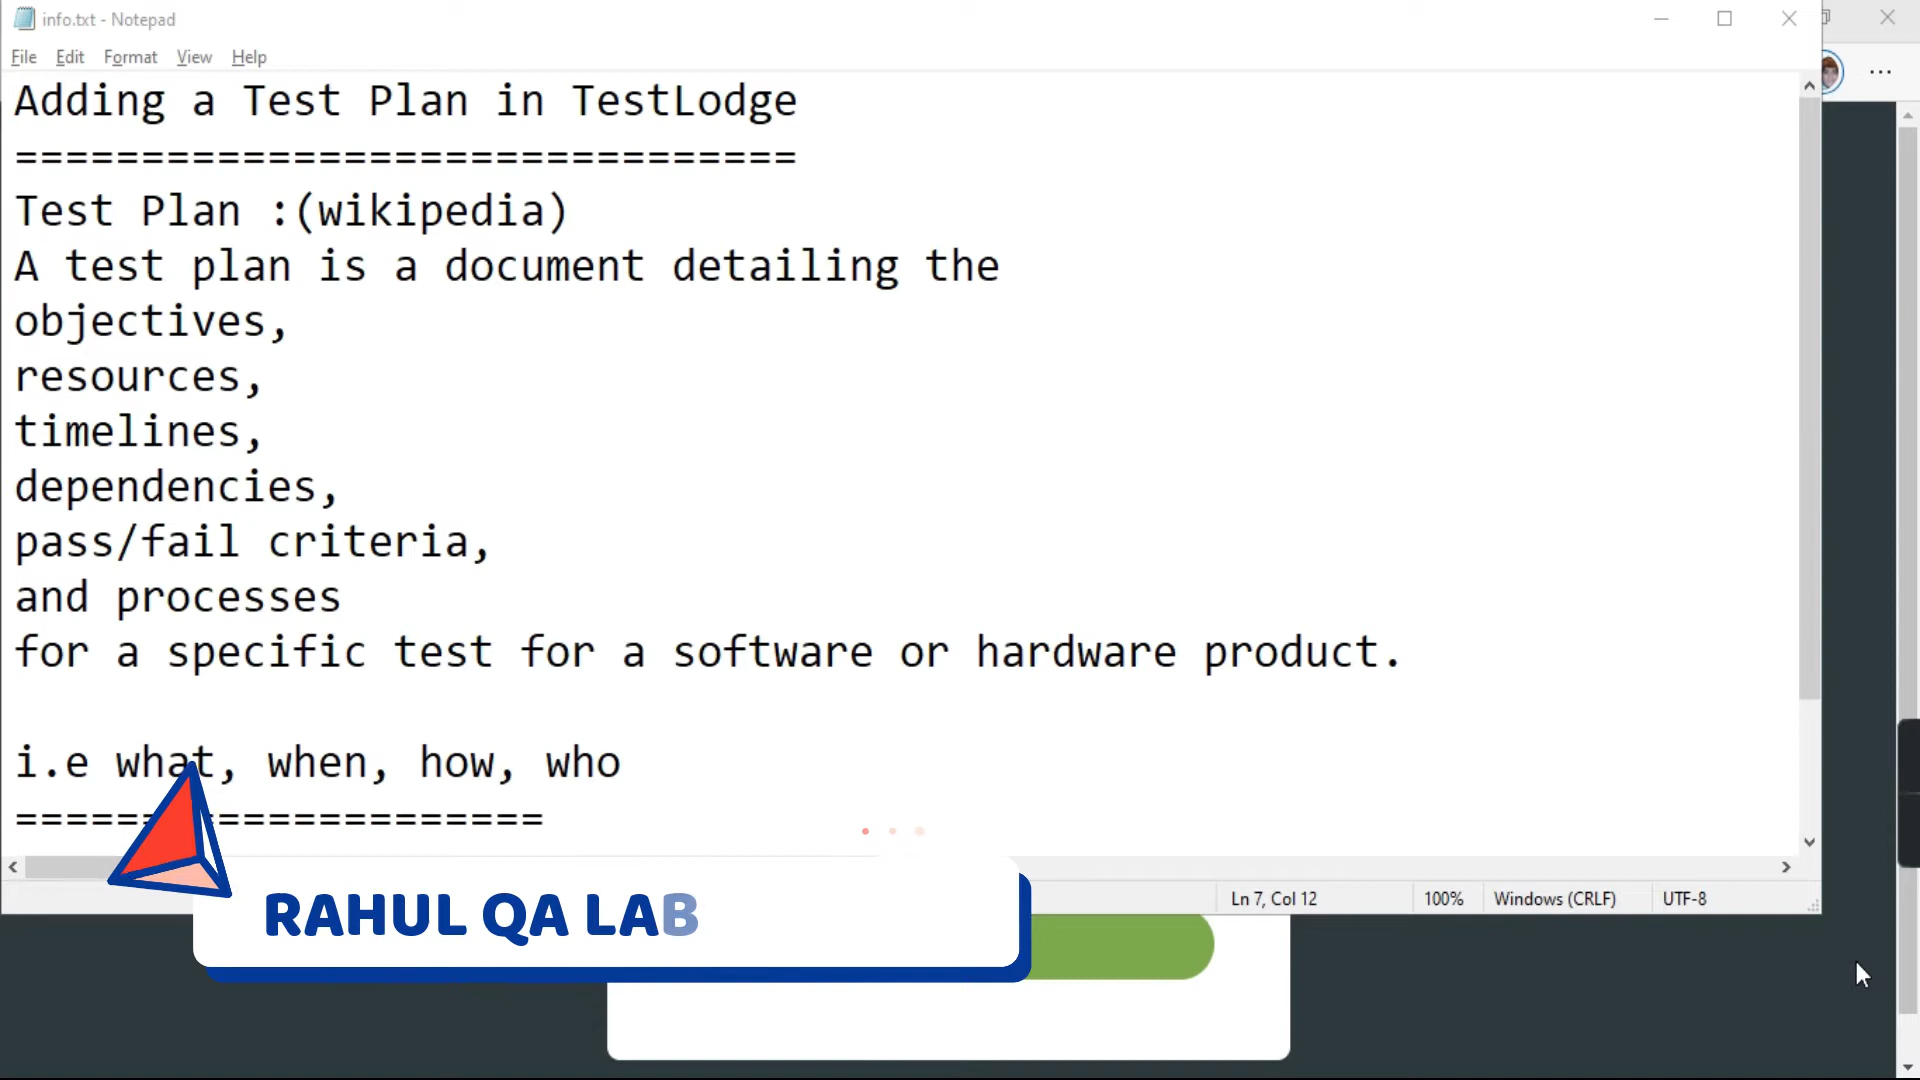 info.txt - Notepad
File Edit Format View Help
Adding a Test Plan in TestLodge
===============================
Test Plan :(wikipedia)
A test plan is a document detailing the
objectives,
resources,
timelines,
dependencies,
pass/fail criteria,
and processes
for a specific test for a software or hardware product.
i.e what, when, how, who
=====================
RAHUL QA LAB
Ln 7, Col 12 100% Windows (CRLF) UTF-8